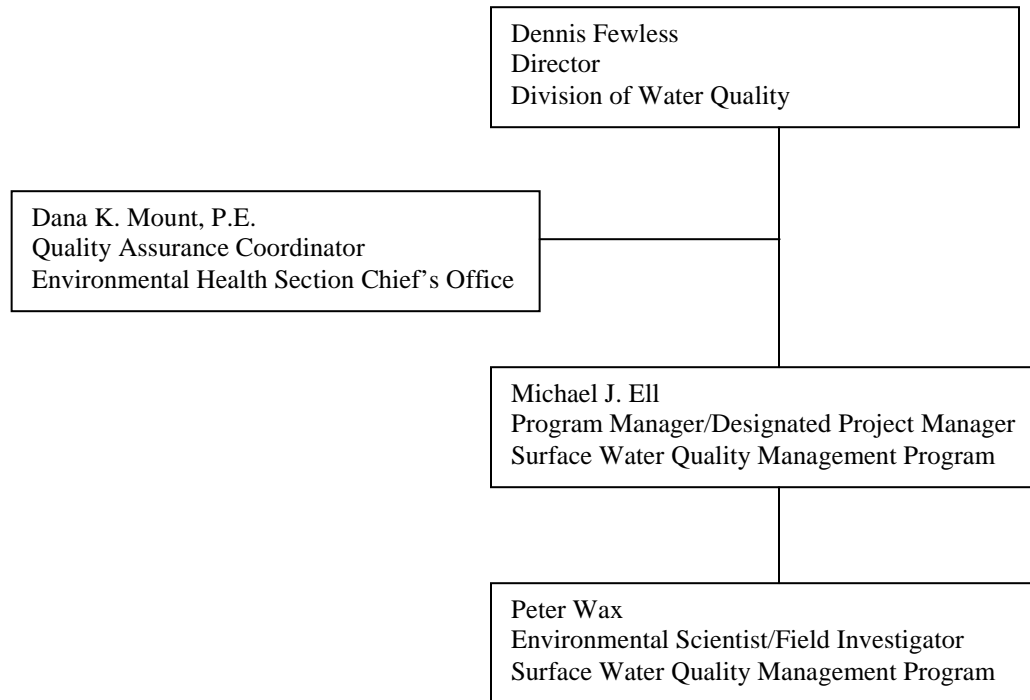 Dennis Fewless
Director
Division of Water Quality
Dana K. Mount, P.E.
Quality Assurance Coordinator
Environmental Health Section Chief’s Office
Michael J. Ell
Program Manager/Designated Project Manager
Surface Water Quality Management Program
Peter Wax
Environmental Scientist/Field Investigator
Surface Water Quality Management Program